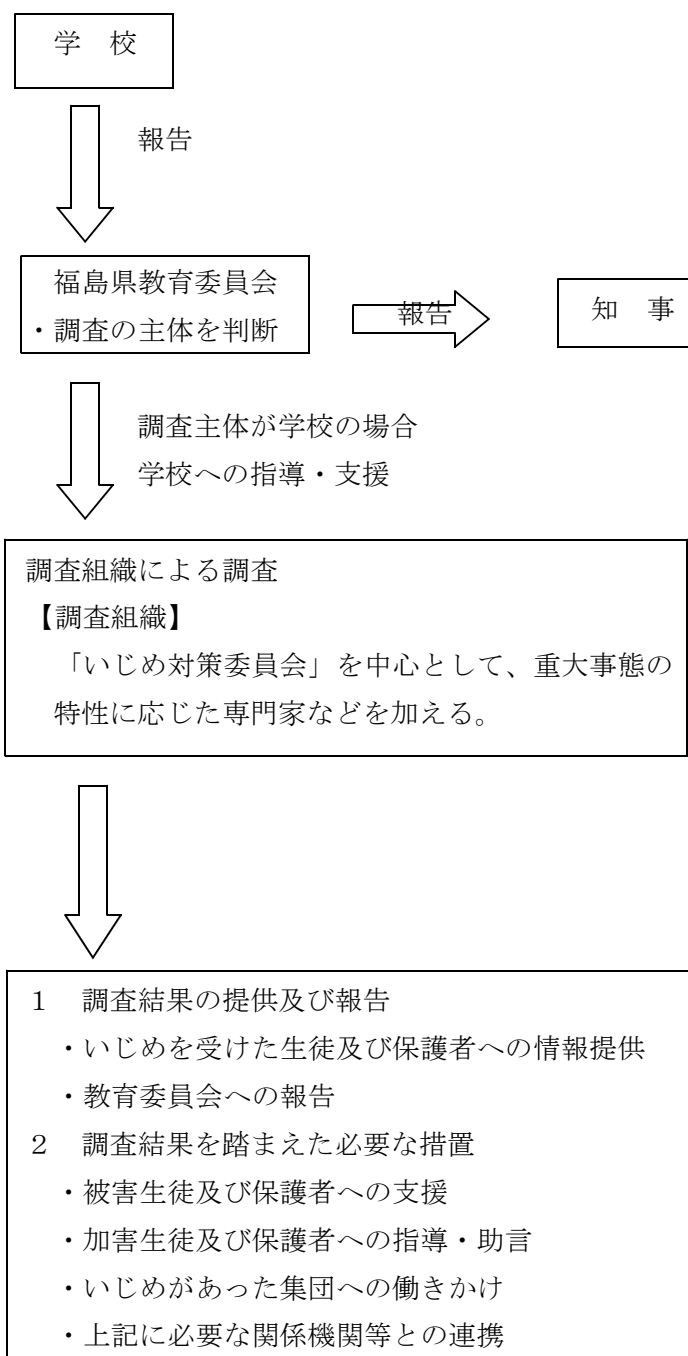 学　校
報告
福島県教育委員会
・調査の主体を判断
報告
知　事
調査主体が学校の場合
学校への指導・支援
調査組織による調査
【調査組織】
「いじめ対策委員会」を中心として、重大事態の
特性に応じた専門家などを加える。
１　調査結果の提供及び報告
・いじめを受けた生徒及び保護者への情報提供
・教育委員会への報告
２　調査結果を踏まえた必要な措置
・被害生徒及び保護者への支援
・加害生徒及び保護者への指導・助言
・いじめがあった集団への働きかけ
・上記に必要な関係機関等との連携